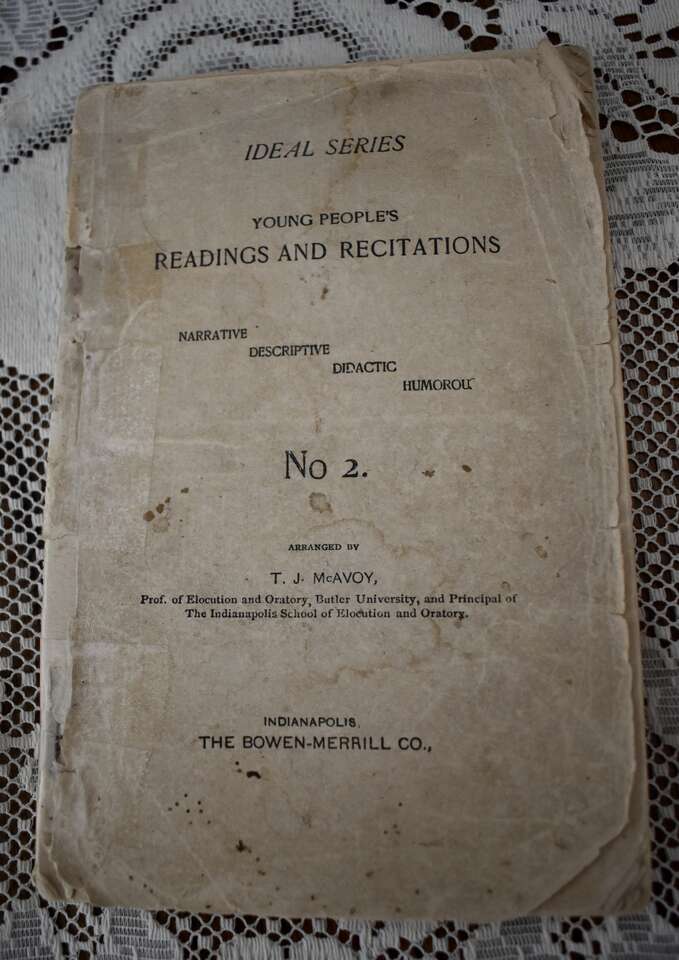 IDEAL SERIES
YOUNG PEOPLE'S
READINGS AND RECITATIONS
NARRATIVE
DESCRIPTIVE
DIDACTIC
HUMOROUS
No 2.
ARRANGED BY
T. J. McAVOY,
Prof. of Elocution and Oratory, Butler University, and Principal of
The Indianapolis School of Elocution and Oratory.
INDIANAPOLIS,
THE BOWEN-MERRILL CO.,